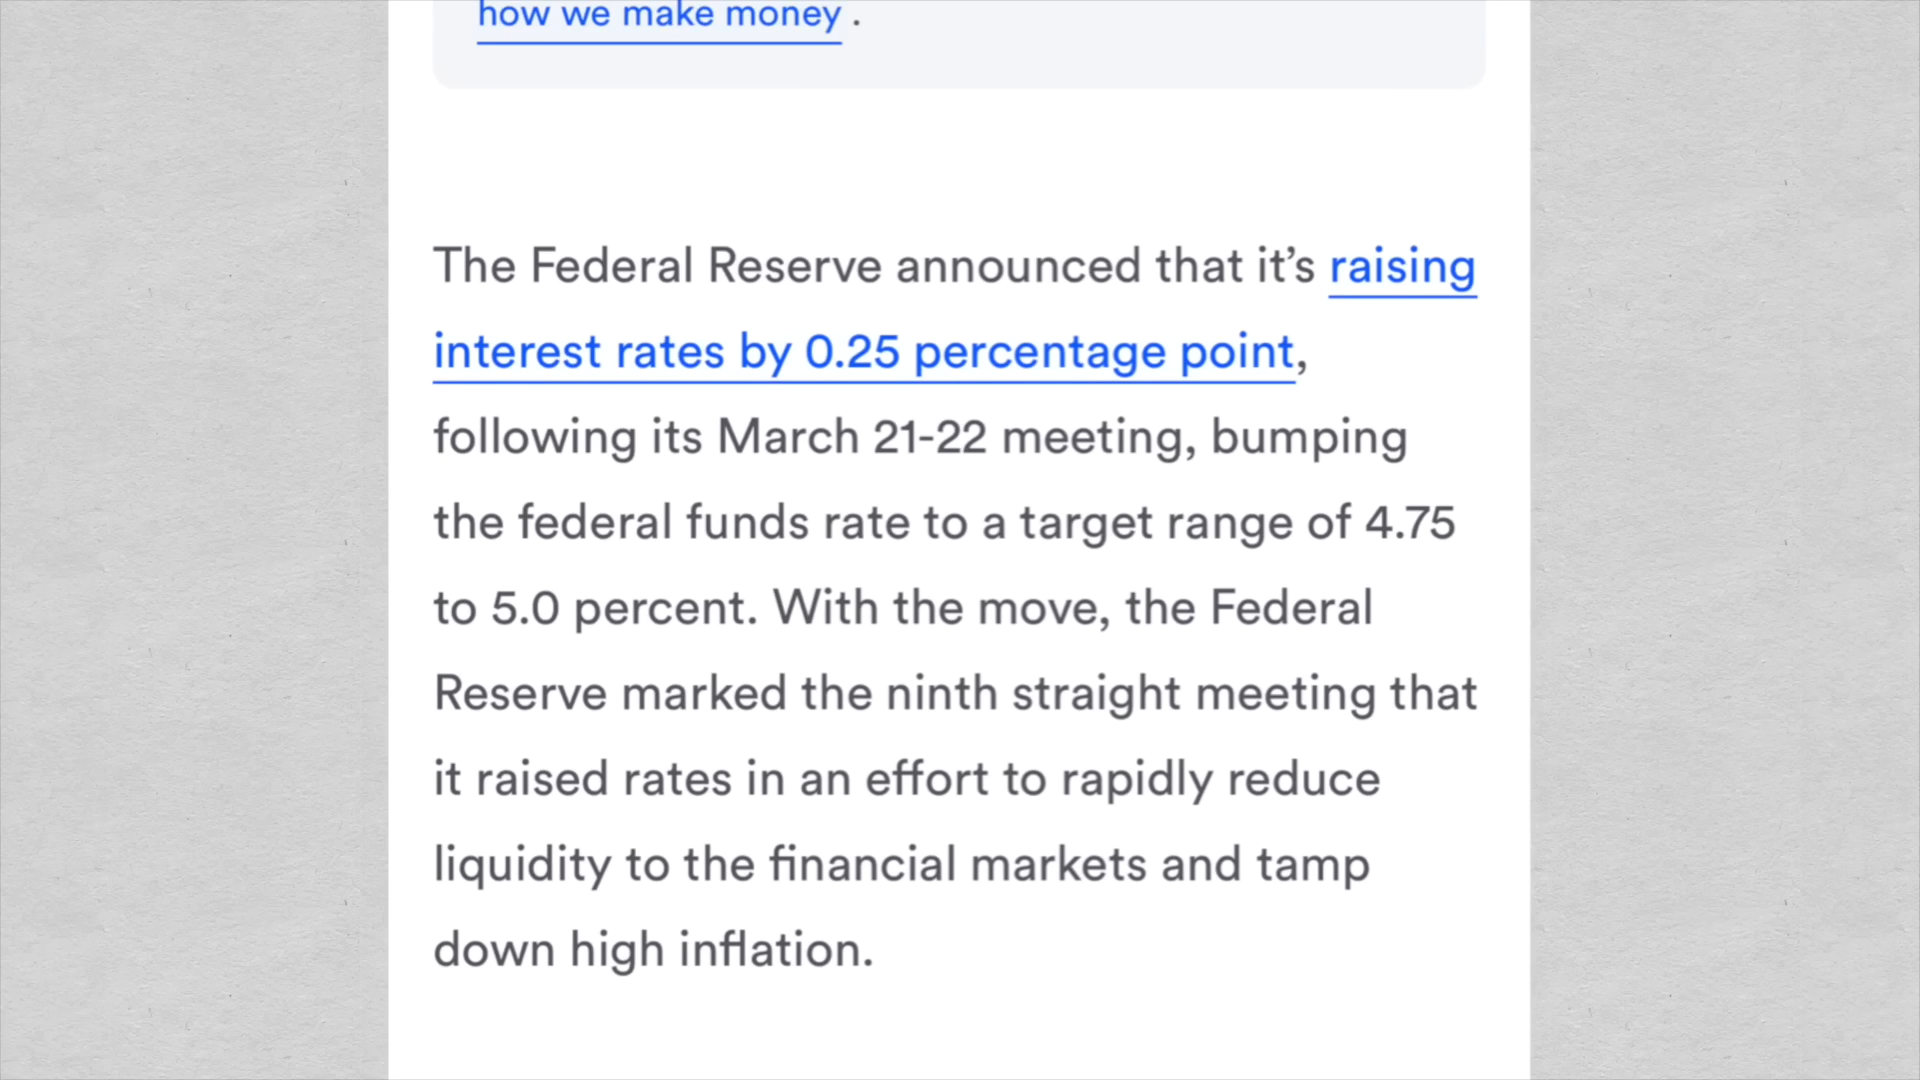 how we make money .
The Federal Reserve announced that it’s raising
interest rates by 0.25 percentage point,
following its March 21-22 meeting, bumping
the federal funds rate to a target range of 4.75
to 5.0 percent. With the move, the Federal
Reserve marked the ninth straight meeting that
it raised rates in an effort to rapidly reduce
liquidity to the financial markets and tamp
down high inflation.